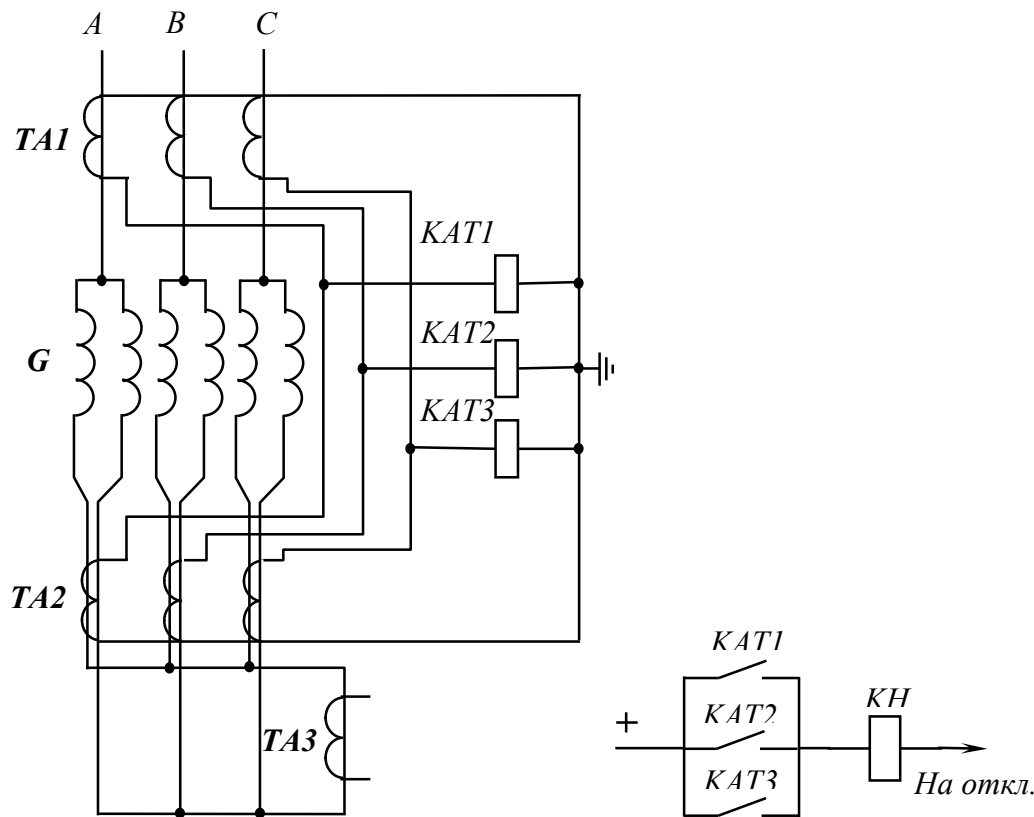 A B C
TA1
KAT1
KAT2
G
KAT3
TA2
KAT1
+ KAT2 KH
TA3
KAT3 На откл.